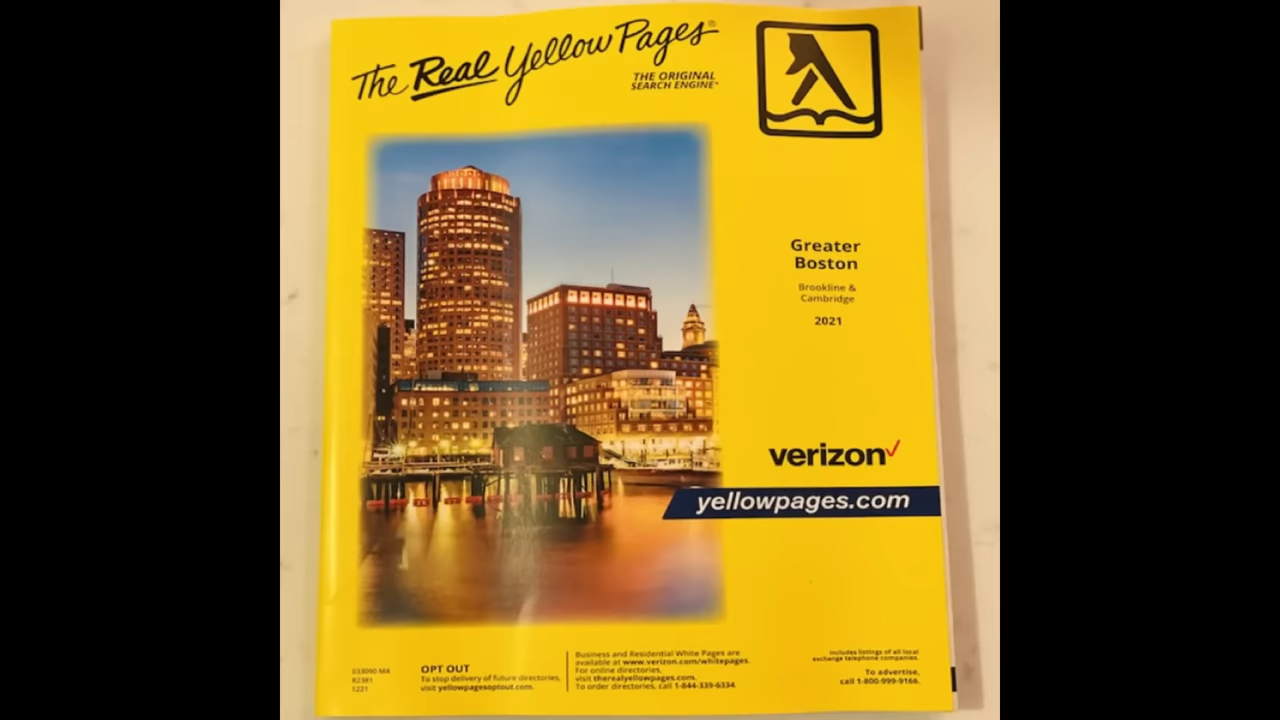 The Real Yellow Pages®
THE ORIGINAL
SEARCH ENGINE
Greater
Boston
Brookline &
Cambridge
2021
verizon
yellowpages.com
033090 MA
R2381
1221
OPT OUT
To stop delivery of future directories,
visit yellowpagesoptout.com.
Business and Residential White Pages are
available at www.verizon.com/whitepages.
For online directories,
visit therealyellowpages.com.
To order directories, call 1-844-339-6334.
Includes listings of all local
exchange telephone companies.
To advertise,
call 1-800-999-9166.